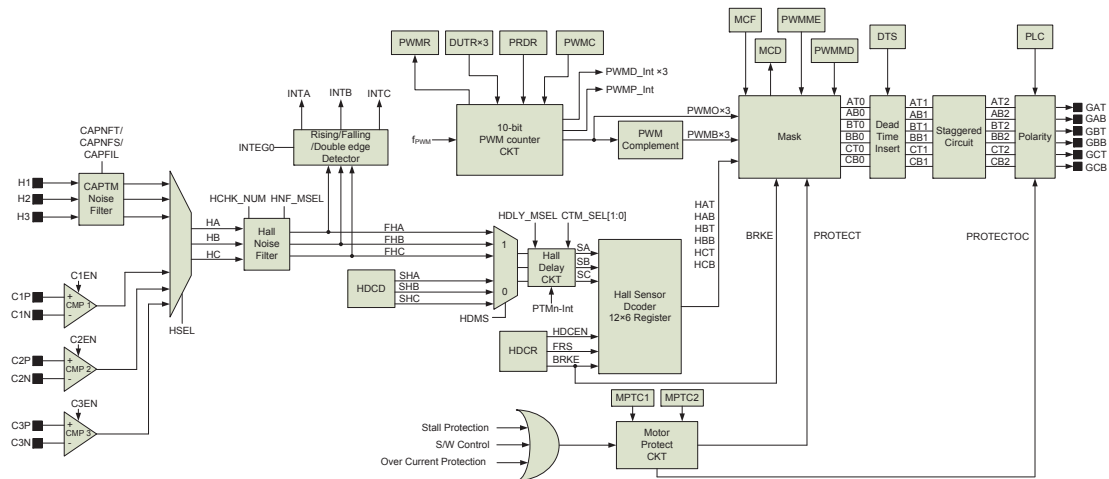 MCF
PWMME
MCD
PWMMD
DTS
PLC
PWMR
DUTR×3
PRDR
PWMC
PWMD_Int ×3
PWMP_Int
INTA
INTB
INTC
10-bit
PWM counter
CKT
fPWM
PWMO×3
PWM
Complement
PWMB×3
Mask
AT0
AB0
BT0
BB0
CT0
CB0
Dead
Time
Insert
AT1
AB1
BT1
BB1
CT1
CB1
Staggered
Circuit
AT2
AB2
BT2
BB2
CT2
CB2
Polarity
GAT
GAB
GBT
GBB
GCT
GCB
CAPNFT/
CAPNFS/
CAPFIL
INTEG0
Rising/Falling
/Double edge
Detector
H1
H2
H3
CAPTM
Noise
Filter
HCHK_NUM
HNF_MSEL
HA
HB
HC
Hall
Noise
Filter
FHA
FHB
FHC
HDLY_MSEL
CTM_SEL[1:0]
1
0
Hall
Delay
CKT
SA
SB
SC
HAT
HAB
HBT
HBB
HCT
HCB
BRKE
PROTECT
PROTECTOC
HDCD
SHA
SHB
SHC
HDMS
PTMn-Int
Hall Sensor
Dcoder
12×6 Register
C1EN
C1P
C1N
+
-
CMP 1
HSEL
HDCR
HDCEN
FRS
BRKE
C2EN
C2P
C2N
+
-
CMP 2
C3EN
C3P
C3N
+
-
CMP 3
MPTC1
MPTC2
Stall Protection
S/W Control
Over Current Protection
Motor
Protect
CKT